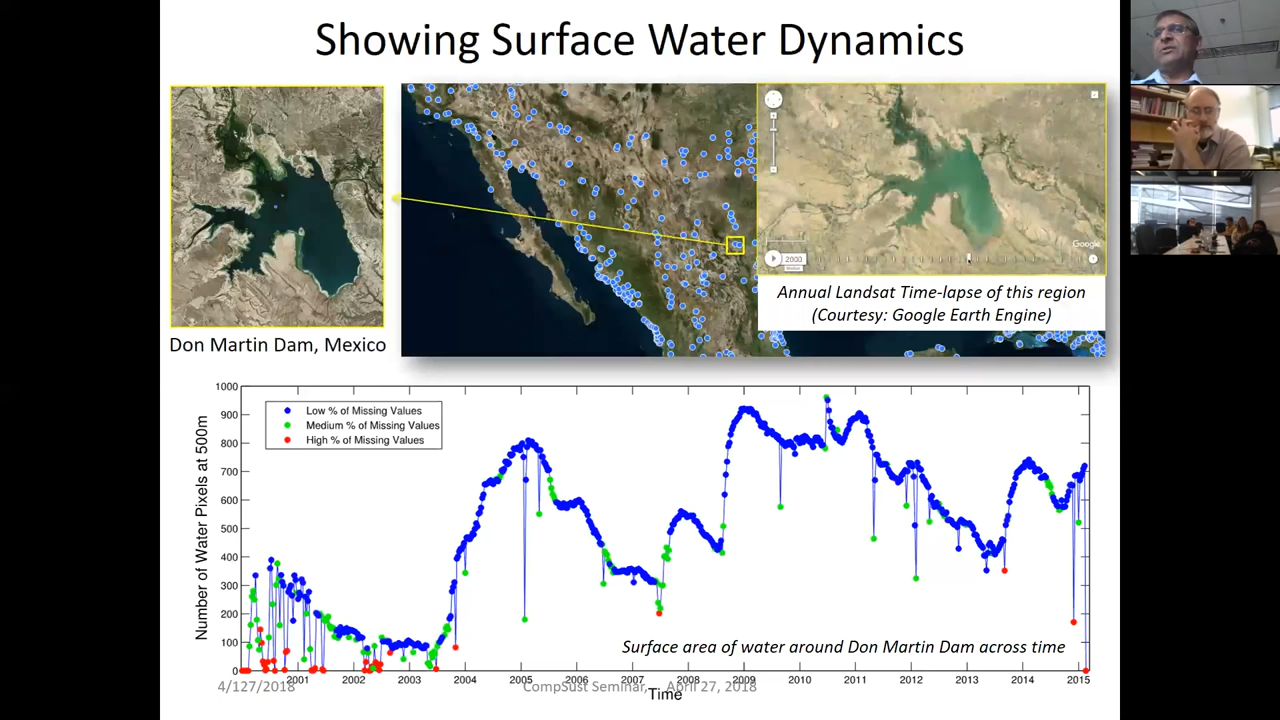 Showing Surface Water Dynamics
2000
Google
Annual Landsat Time-lapse of this region
(Courtesy: Google Earth Engine)
Don Martin Dam, Mexico
Number of Water Pixels at 500m
1000
900
800
700
600
500
400
300
200
100
0
Low % of Missing Values
Medium % of Missing Values
High % of Missing Values
Surface area of water around Don Martin Dam across time
2001 2002 2003 2004 2005 2006 2007 2008 2009 2010 2011 2012 2013 2014 2015
Time
4/127/2018
CompSust Seminar, April 27, 2018